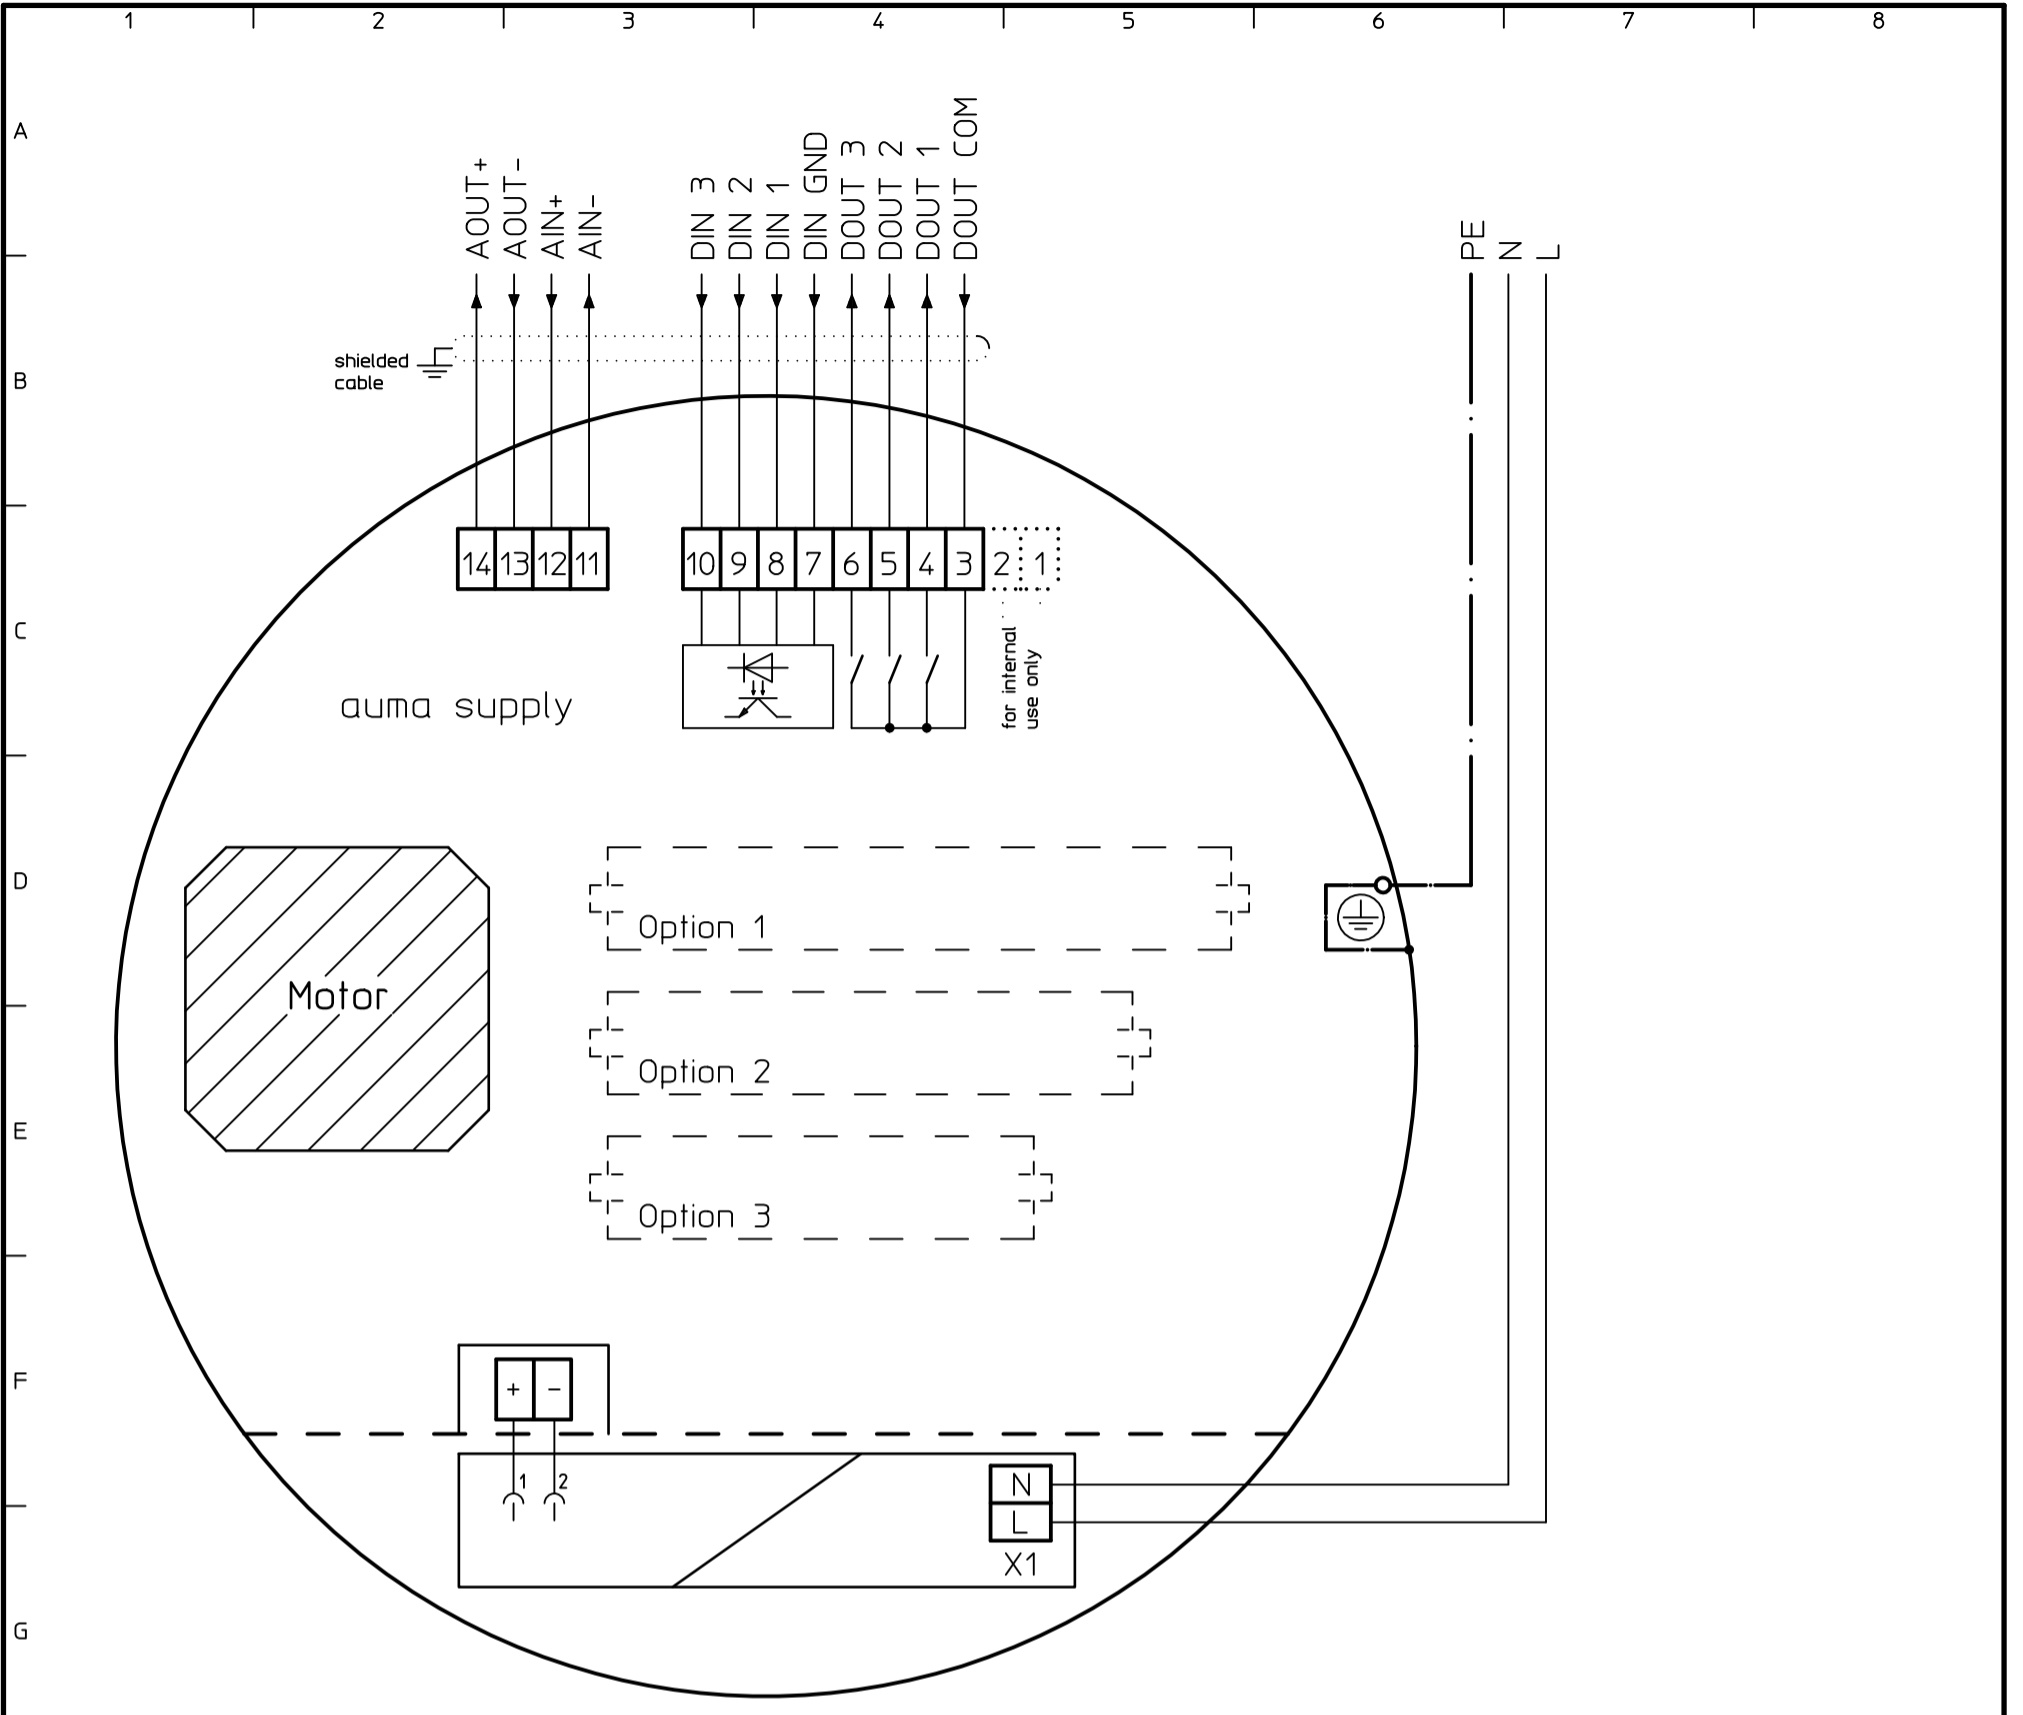 1 2 3 4 5 6 7 8
A
B
C
D
E
F
G
AOUT+
AOUT-
AIN+
AIN-
DIN 3
DIN 2
DIN 1
DIN GND
DOUT 3
DOUT 2
DOUT 1
DOUT COM
PE
N
L
shielded
cable
14 13 12 11
10 9 8 7 6 5 4 3 2 1
for internal
use only
auma supply
Motor
Option 1
Option 2
Option 3
+ -
1 2
N
L
X1